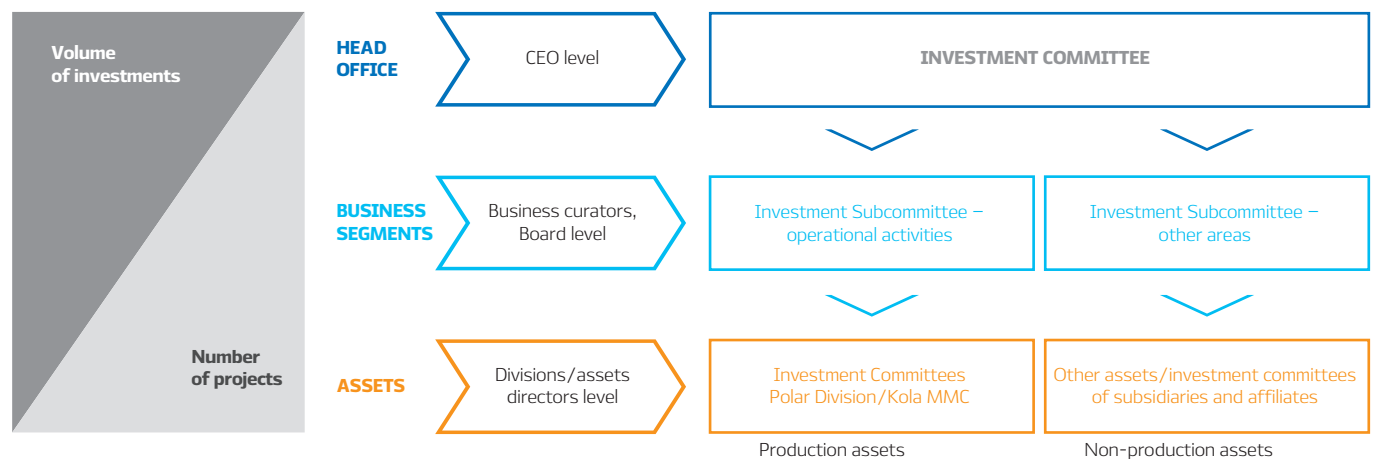 Volume
of investments
HEAD
OFFICE
CEO level
INVESTMENT COMMITTEE
BUSINESS
SEGMENTS
Business curators,
Board level
Investment Subcommittee –
operational activities
Investment Subcommittee –
other areas
Number
of projects
ASSETS
Divisions/assets
directors level
Investment Committees
Polar Division/Kola MMC
Other assets/investment committees
of subsidiaries and affiliates
Production assets
Non-production assets